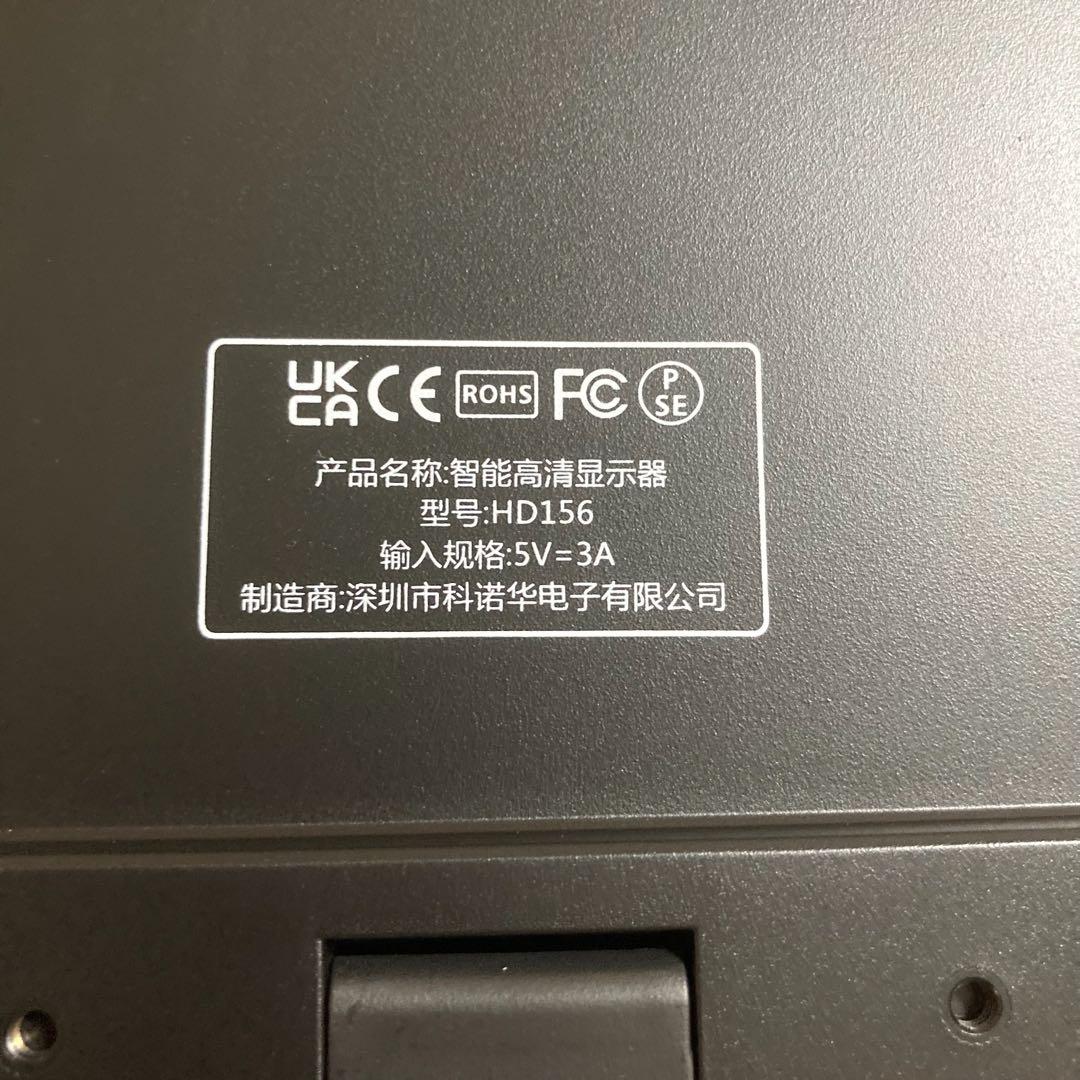 UK CA CE ROHS FC P SE
产品名称:智能高清显示器
型号:HD156
输入规格:5V=3A
制造商:深圳市科诺华电子有限公司